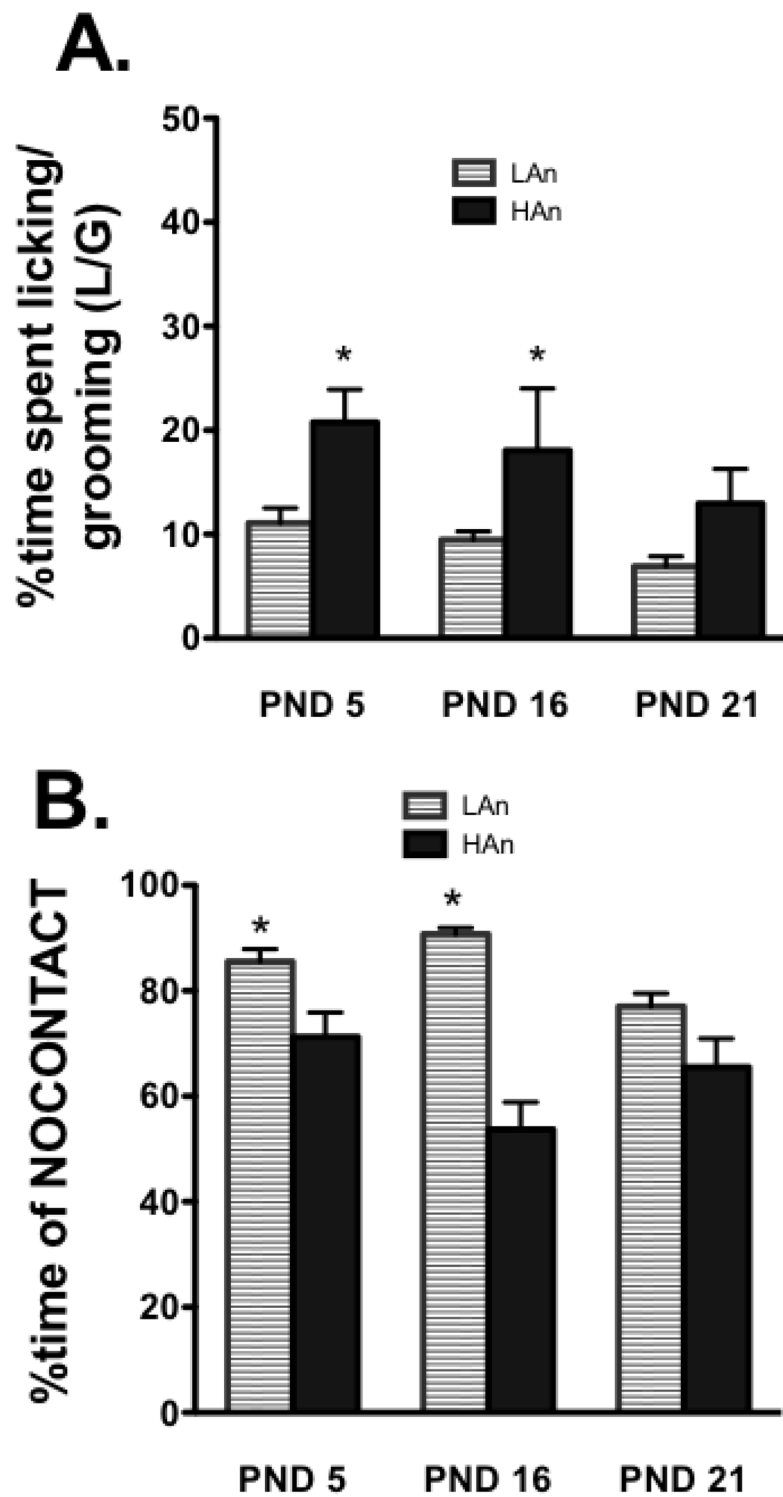 A.
%time spent licking/
grooming (L/G)
50
40
30
20
10
0
LAn
HAn
*
*
PND 5
PND 16
PND 21
B.
%time of NOCONTACT
LAn
HAn
100
80
60
40
20
0
*
*
PND 5
PND 16
PND 21